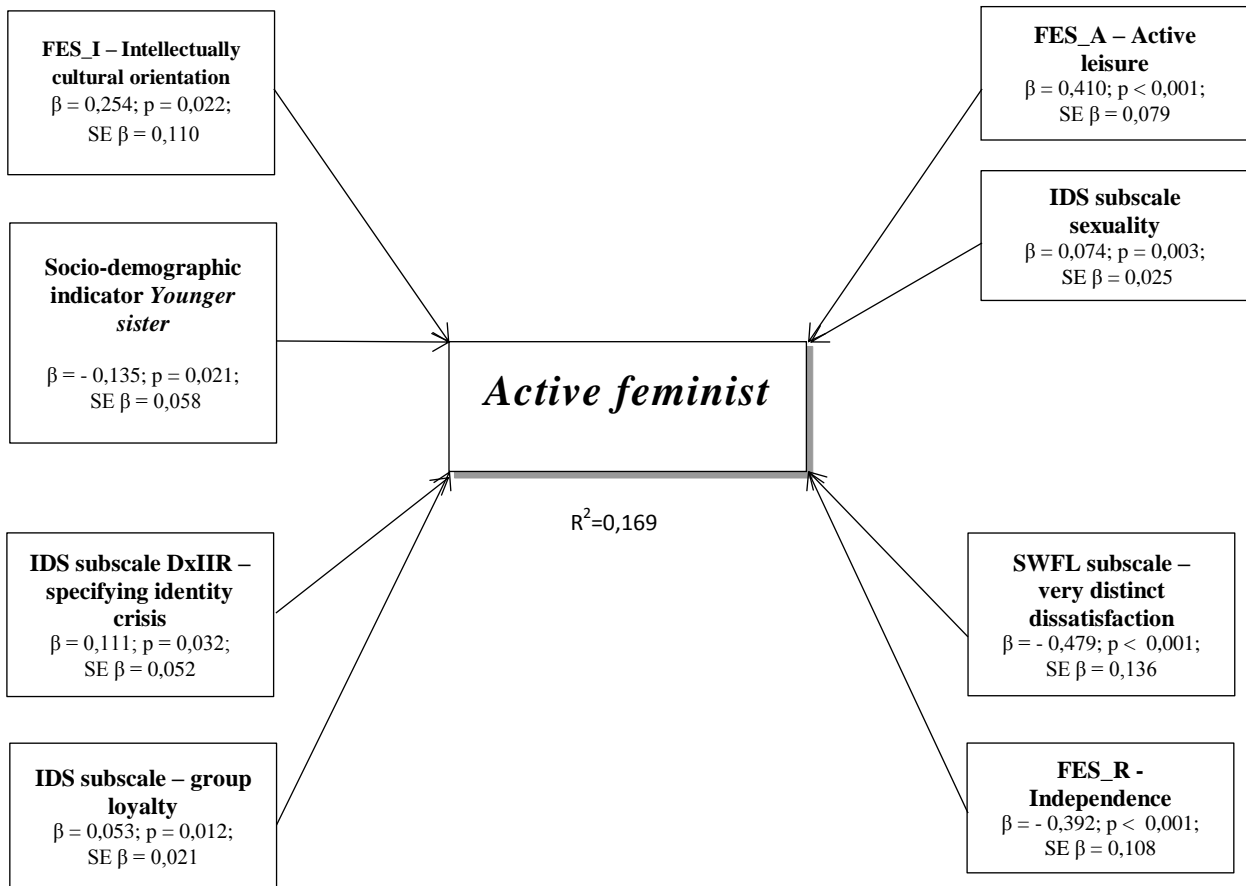 FES_I – Intellectually
cultural orientation
β = 0,254; p = 0,022;
SE β = 0,110
FES_A – Active
leisure
β = 0,410; p < 0,001;
SE β = 0,079
IDS subscale
sexuality
β = 0,074; p = 0,003;
SE β = 0,025
Socio-demographic
indicator Younger
sister
β = - 0,135; p = 0,021;
SE β = 0,058
Active feminist
R²=0,169
IDS subscale DxIIR –
specifying identity
crisis
β = 0,111; p = 0,032;
SE β = 0,052
SWFL subscale –
very distinct
dissatisfaction
β = - 0,479; p < 0,001;
SE β = 0,136
IDS subscale – group
loyalty
β = 0,053; p = 0,012;
SE β = 0,021
FES_R -
Independence
β = - 0,392; p < 0,001;
SE β = 0,108